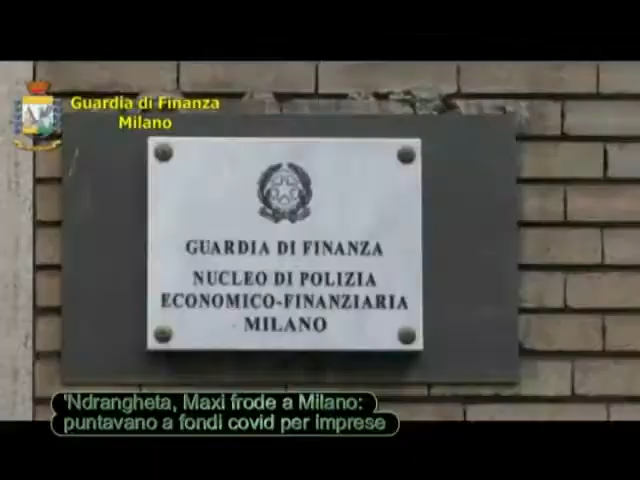 Guardia di Finanza
Milano
GUARDIA DI FINANZA
NUCLEO DI POLIZIA
ECONOMICO-FINANZIARIA
MILANO
'Ndrangheta, Maxi frode a Milano:
puntavano a fondi covid per imprese